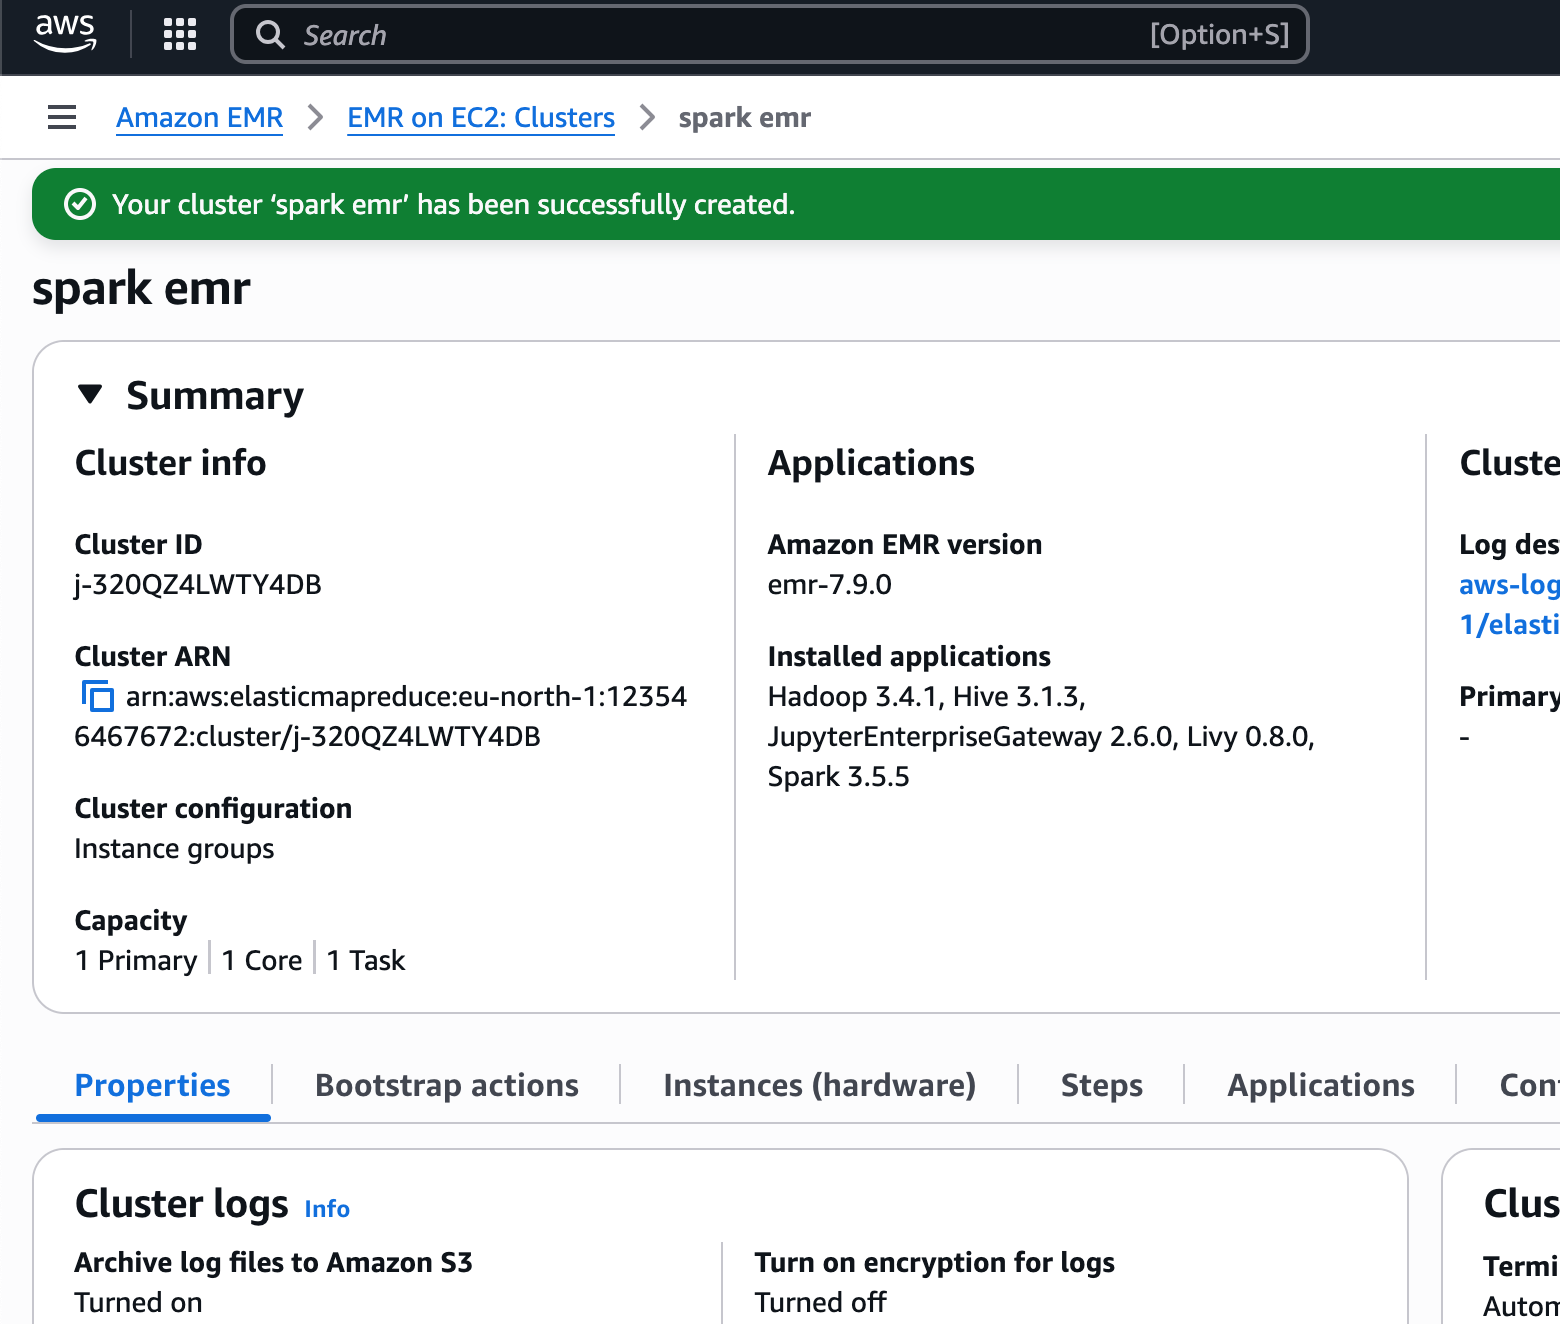 aws
Search [Option+S]
Amazon EMR EMR on EC2: Clusters spark emr
Your cluster ‘spark emr’ has been successfully created.
spark emr
Summary
Cluster info
Cluster ID
j-320QZ4LWTY4DB
Cluster ARN
arn:aws:elasticmapreduce:eu-north-1:12354
6467672:cluster/j-320QZ4LWTY4DB
Cluster configuration
Instance groups
Capacity
1 Primary 1 Core 1 Task
Applications
Amazon EMR version
emr-7.9.0
Installed applications
Hadoop 3.4.1, Hive 3.1.3,
JupyterEnterpriseGateway 2.6.0, Livy 0.8.0,
Spark 3.5.5
Cluste
Log des
aws-log
1/elasti
Primary
-
Properties Bootstrap actions Instances (hardware) Steps Applications Con
Cluster logs Info
Archive log files to Amazon S3
Turned on
Turn on encryption for logs
Turned off
Clus
Termi
Autom